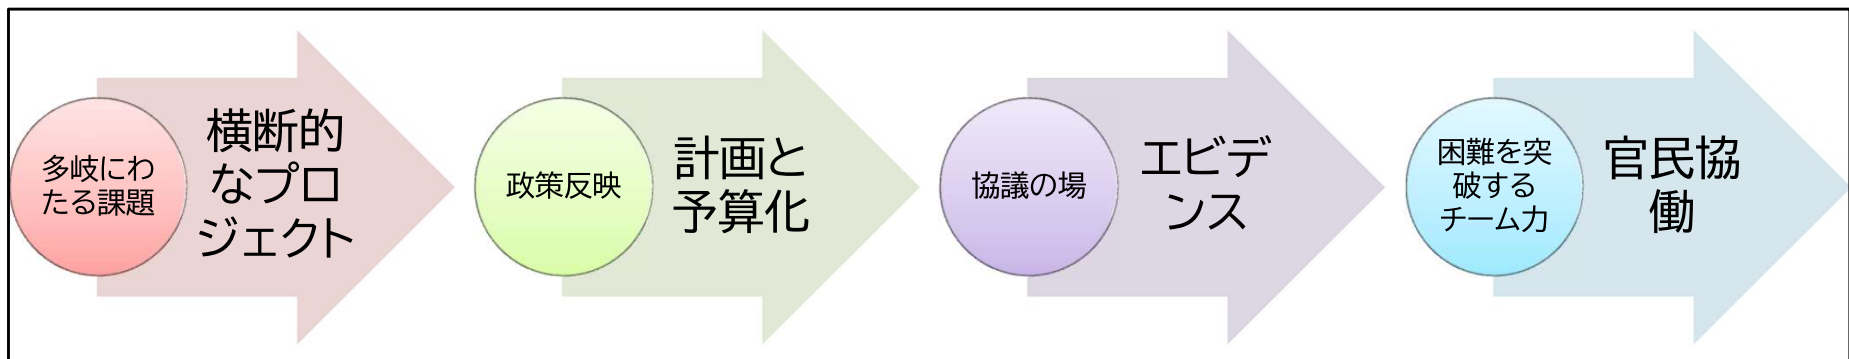 多岐にわ
たる課題
横断的
なプロ
ジェクト
政策反映
計画と
予算化
協議の場
エビデ
ンス
困難を突
破する
チーム力
官民協
働